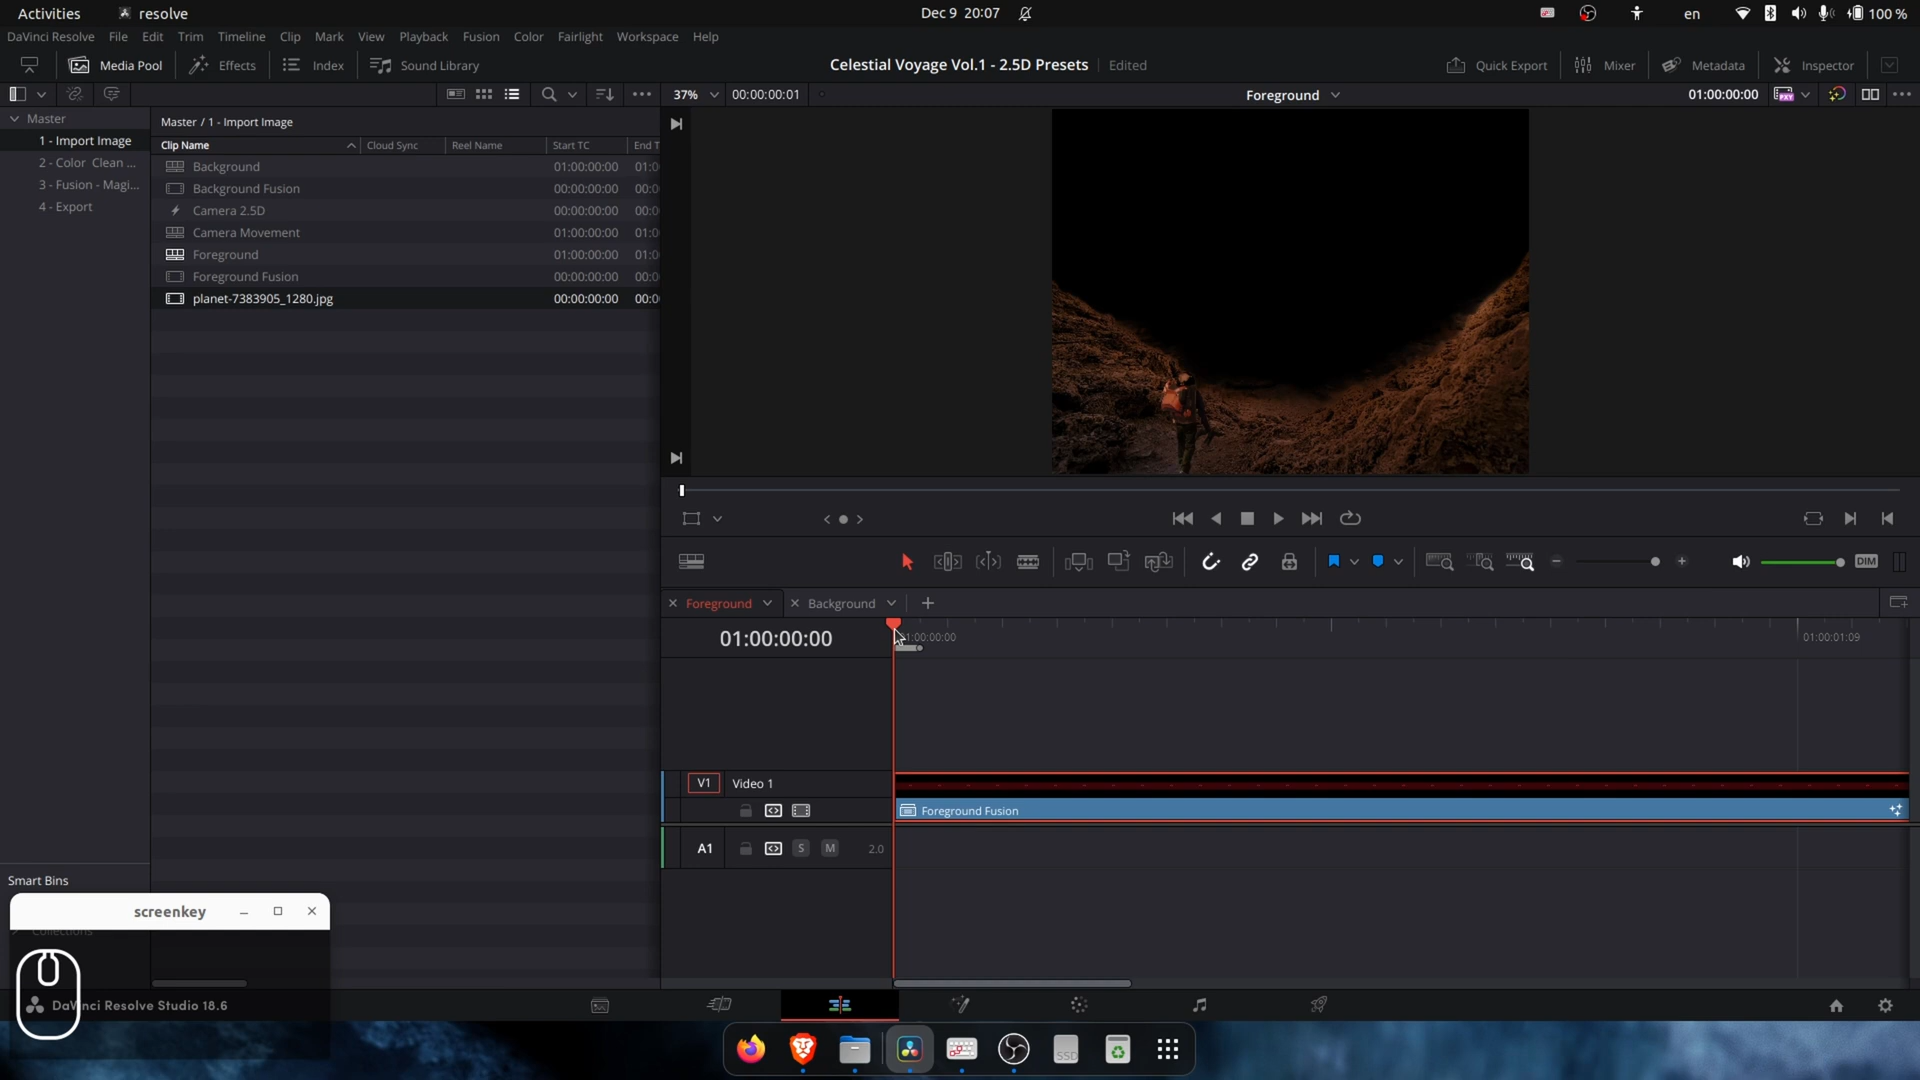 Activities
resolve
Dec 9 20:07
en
100 %
DaVinci Resolve File Edit Trim Timeline Clip Mark View Playback Fusion Color Fairlight Workspace Help
Media Pool
Effects
Index
Sound Library
Celestial Voyage Vol.1 - 2.5D Presets
Edited
Quick Export
Mixer
Metadata
Inspector
37%
00:00:00:01
Foreground
01:00:00:00
PXY
Master
1 - Import Image
2 - Color Clean ...
3 - Fusion - Magi...
4 - Export
Master / 1 - Import Image
Clip Name Cloud Sync Reel Name Start TC End T
Background 01:00:00:00 01:0
Background Fusion 00:00:00:00 00:0
Camera 2.5D 00:00:00:00 00:0
Camera Movement 01:00:00:00 01:0
Foreground 01:00:00:00 01:0
Foreground Fusion 00:00:00:00 00:0
planet-7383905_1280.jpg 00:00:00:00 00:0
DIM
Foreground
Background
01:00:00:00
:00:00:00
01:00:01:09
V1 Video 1
Foreground Fusion
A1 S M 2.0
Smart Bins
screenkey
Collections
DaVinci Resolve Studio 18.6
SSD